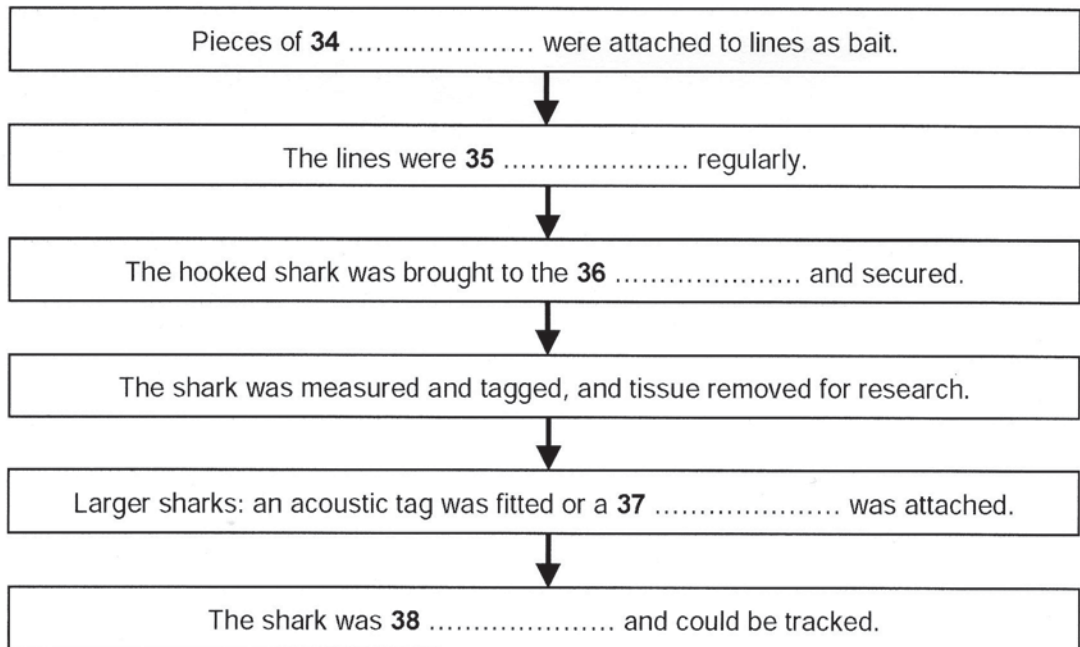 Pieces of 34 ..................... were attached to lines as bait.
The lines were 35 ..................... regularly.
The hooked shark was brought to the 36 ..................... and secured.
The shark was measured and tagged, and tissue removed for research.
Larger sharks: an acoustic tag was fitted or a 37 ..................... was attached.
The shark was 38 ..................... and could be tracked.